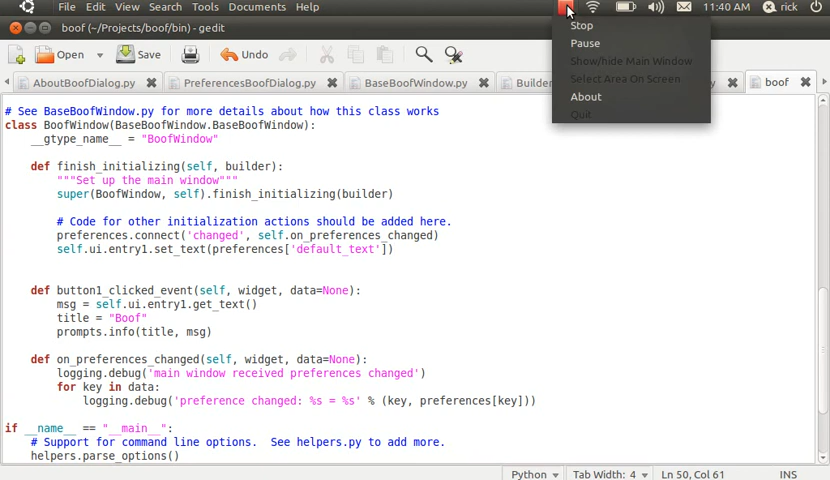 File Edit View Search Tools Documents Help 11:40 AM rick
boof (~/Projects/boof/bin) - gedit
Open Save Undo
Stop
Pause
Show/hide Main Window
Select Area On Screen
About
Quit
AboutBoofDialog.py PreferencesBoofDialog.py BaseBoofWindow.py Builder boof
# See BaseBoofWindow.py for more details about how this class works
class BoofWindow(BaseBoofWindow.BaseBoofWindow):
    __gtype_name__ = "BoofWindow"
    def finish_initializing(self, builder):
        """Set up the main window"""
        super(BoofWindow, self).finish_initializing(builder)
        # Code for other initialization actions should be added here.
        preferences.connect('changed', self.on_preferences_changed)
        self.ui.entry1.set_text(preferences['default_text'])
    def button1_clicked_event(self, widget, data=None):
        msg = self.ui.entry1.get_text()
        title = "Boof"
        prompts.info(title, msg)
    def on_preferences_changed(self, widget, data=None):
        logging.debug('main window received preferences changed')
        for key in data:
            logging.debug('preference changed: %s = %s' % (key, preferences[key]))
if __name__ == "__main__":
    # Support for command line options.  See helpers.py to add more.
    helpers.parse_options()
Python Tab Width: 4 Ln 50, Col 61 INS